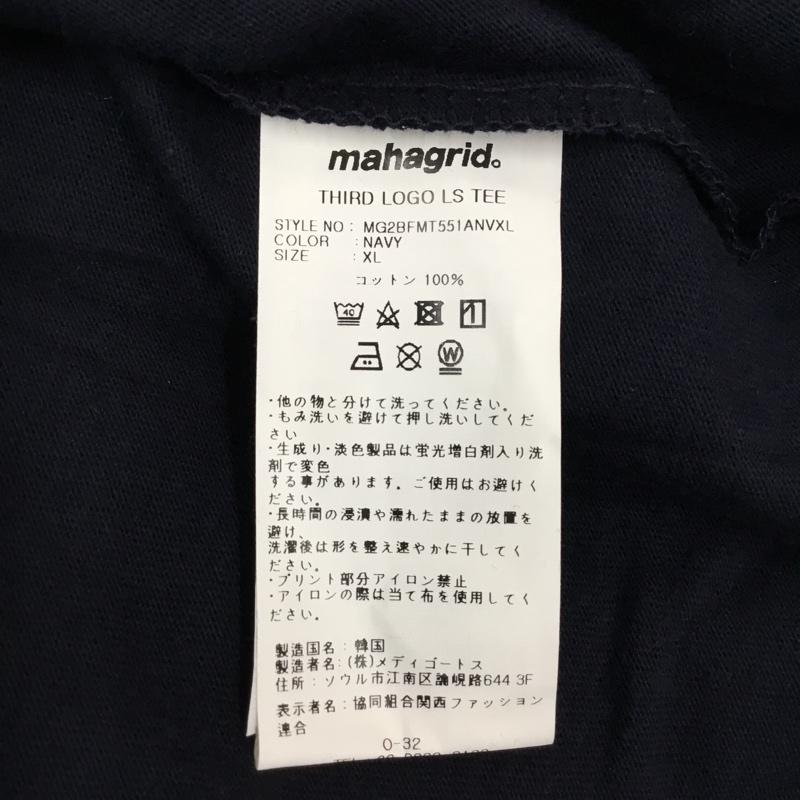 mahagrid.
THIRD LOGO LS TEE
STYLE NO : MG2BFMT551ANVXL
COLOR : NAVY
SIZE : XL
コットン 100%
40
W
・他の物と分けて洗ってください。
・もみ洗いを避けて押し洗いしてくだ
さい
・生成り・淡色製品は蛍光増白剤入り洗
剤で変色
する事があります。ご使用はお避けく
ださい。
・長時間の浸漬や濡れたままの放置を
避け、
洗濯後は形を整え速やかに干してく
ださい。
・プリント部分アイロン禁止
・アイロンの際は当て布を使用してく
ださい。
製造国名：韓国
製造者名：(株)メディゴートス
住所：ソウル市江南区論峴路644 3F
表示者名：協同組合関西ファッション
連合
O-32